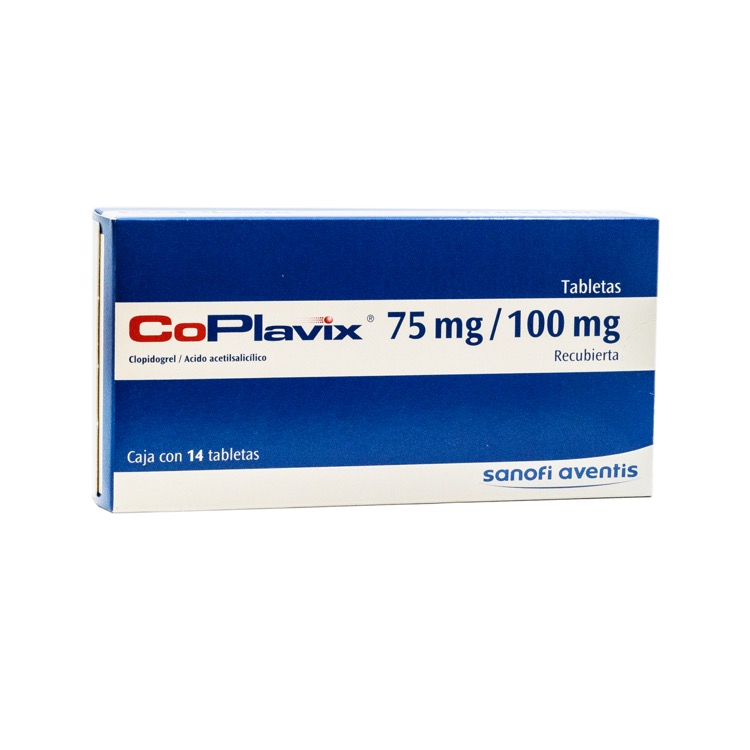 Tabletas
CoPlavix® 75 mg / 100 mg
Clopidogrel / Acido acetilsalicílico
Recubierta
Caja con 14 tabletas
sanofi aventis